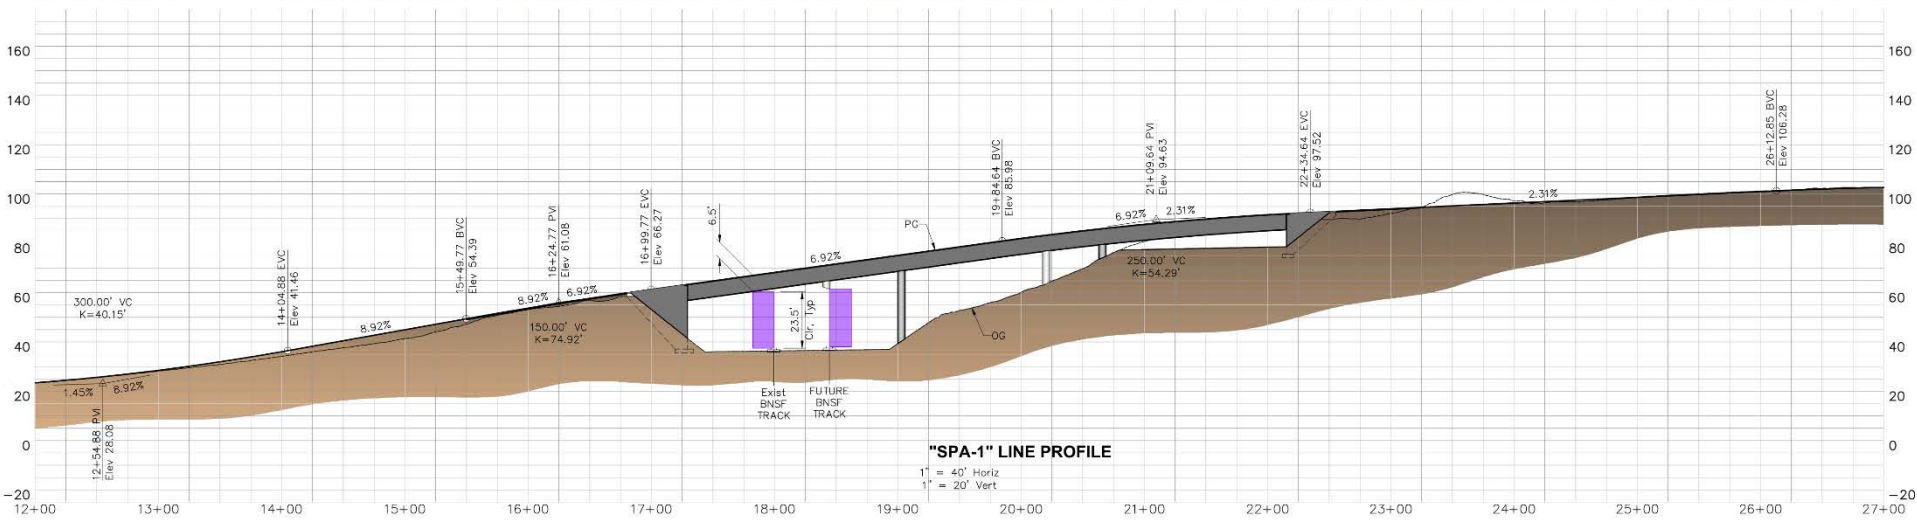 160
140
120
100
80
60
40
20
0
-20
160
140
120
100
80
60
40
20
0
-20
300.00' VC
K=40.15'
1.45%
8.92%
12+54.88 PVI
Elev 28.08
14+04.88 EVC
Elev 41.46
8.92%
15+49.77 BVC
Elev 54.39
8.92%
6.92%
16+24.77 PVI
Elev 61.08
150.00' VC
K=74.92'
16+99.77 EVC
Elev 66.27
6.5'
23.5'
Clr, Typ
Exist
BNSF
TRACK
FUTURE
BNSF
TRACK
6.92%
PG
OG
19+84.64 BVC
Elev 85.98
6.92%
2.31%
21+09.64 PVI
Elev 94.63
250.00' VC
K=54.29'
22+34.64 EVC
Elev 97.52
2.31%
26+12.85 BVC
Elev 106.28
"SPA-1" LINE PROFILE
1" = 40' Horiz
1" = 20' Vert
12+00
13+00
14+00
15+00
16+00
17+00
18+00
19+00
20+00
21+00
22+00
23+00
24+00
25+00
26+00
27+00